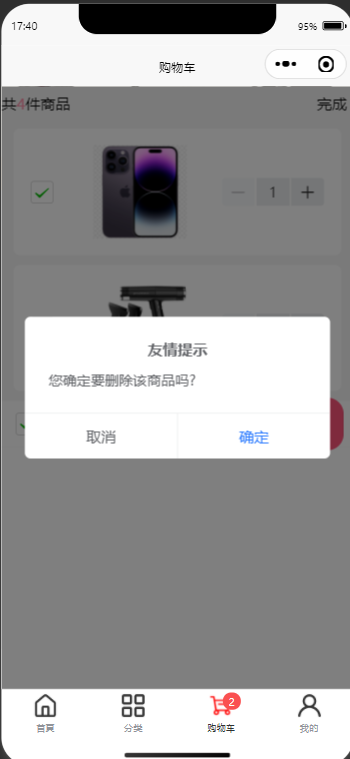 17:40
95%
购物车
共4件商品
完成
1
友情提示
您确定要删除该商品吗?
取消
确定
2
首頁
分类
购物车
我的